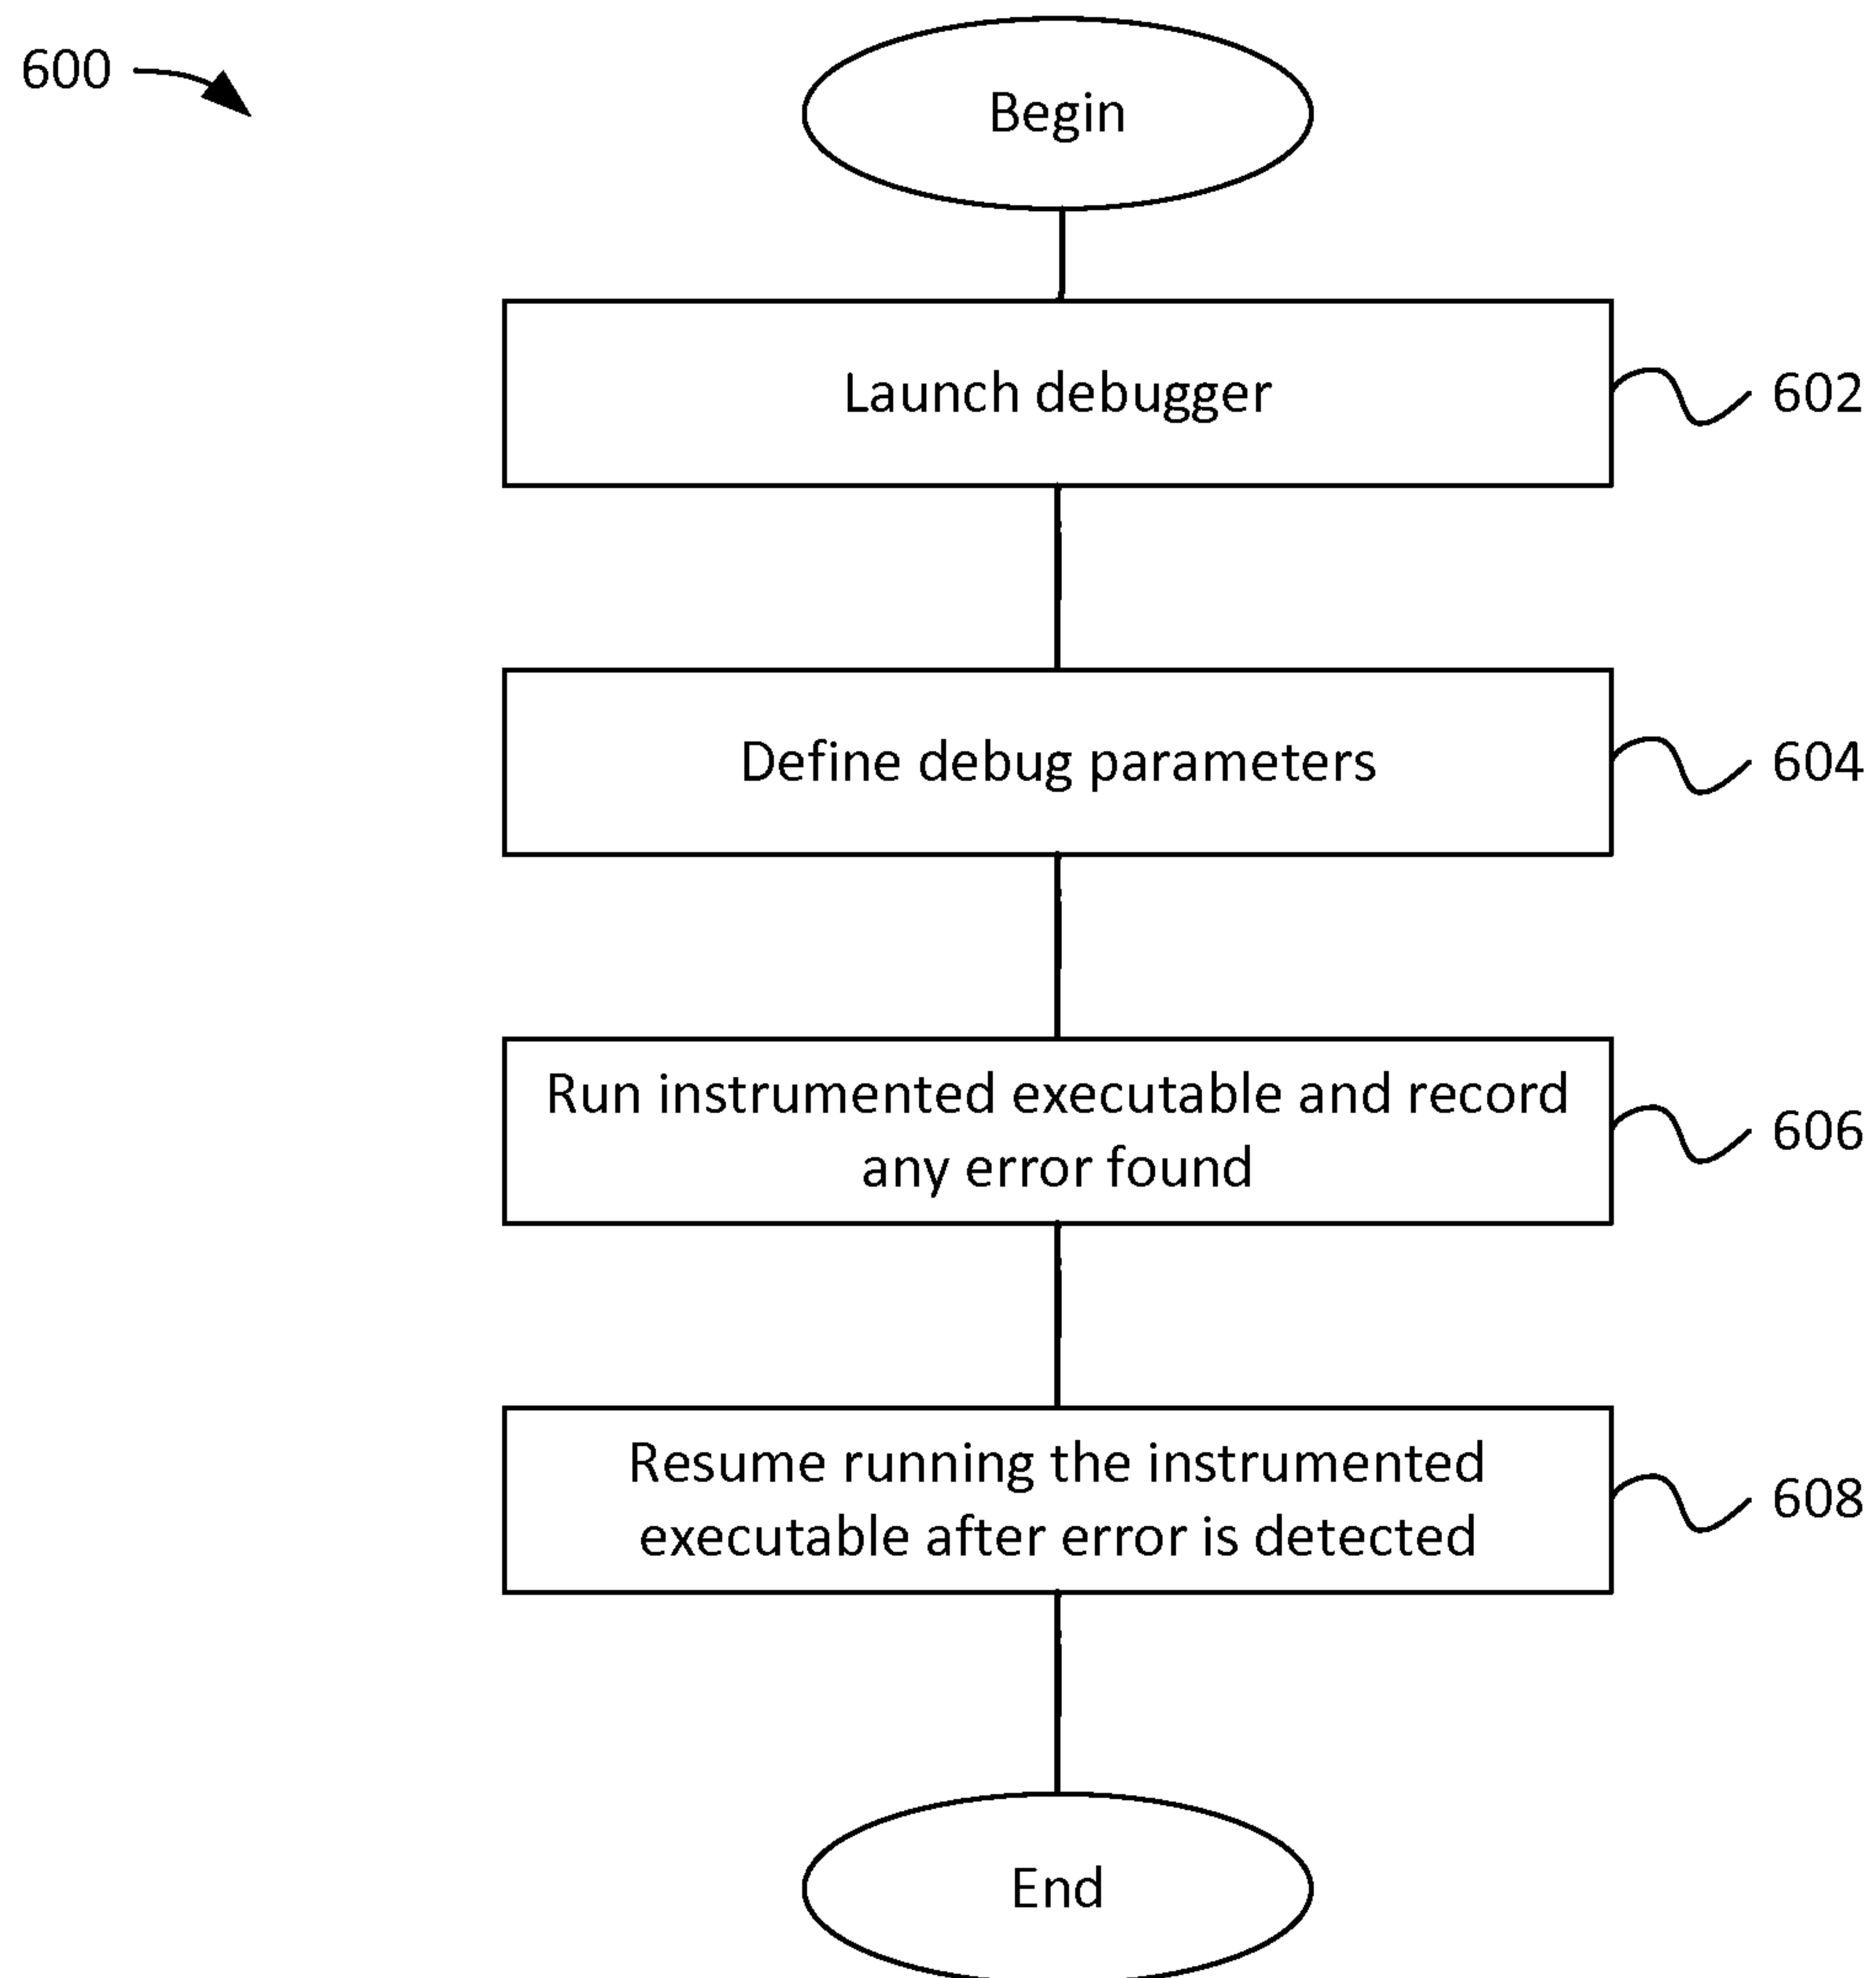 600
Begin
Launch debugger
602
Define debug parameters
604
Run instrumented executable and record
any error found
606
Resume running the instrumented
executable after error is detected
608
End